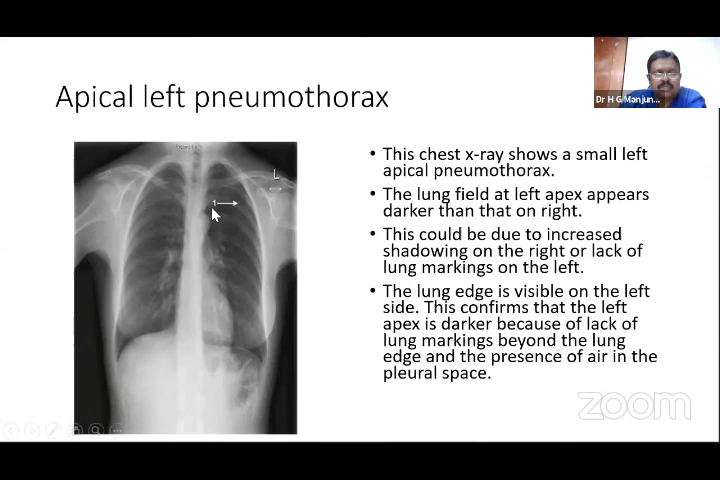 Dr H G Manjun...
Apical left pneumothorax
L
1
• This chest x-ray shows a small left
apical pneumothorax.
• The lung field at left apex appears
darker than that on right.
• This could be due to increased
shadowing on the right or lack of
lung markings on the left.
• The lung edge is visible on the left
side. This confirms that the left
apex is darker because of lack of
lung markings beyond the lung
edge and the presence of air in the
pleural space.
zoom